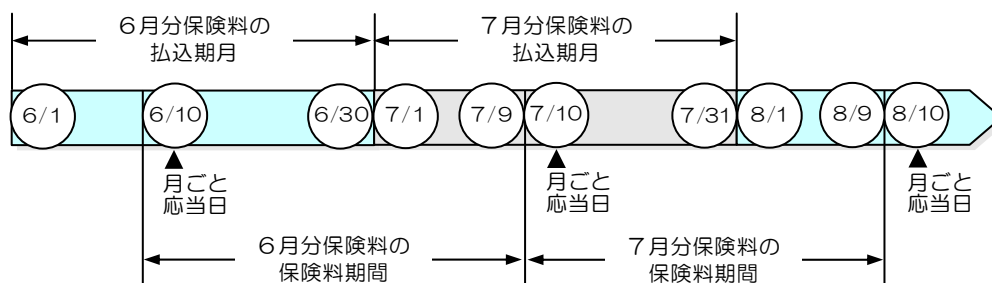 ６月分保険料の
払込期月
７月分保険料の
払込期月
6/1
6/10
6/30
7/1
7/9
7/10
7/31
8/1
8/9
8/10
▲
月ごと
応当日
▲
月ごと
応当日
▲
月ごと
応当日
６月分保険料の
保険料期間
７月分保険料の
保険料期間